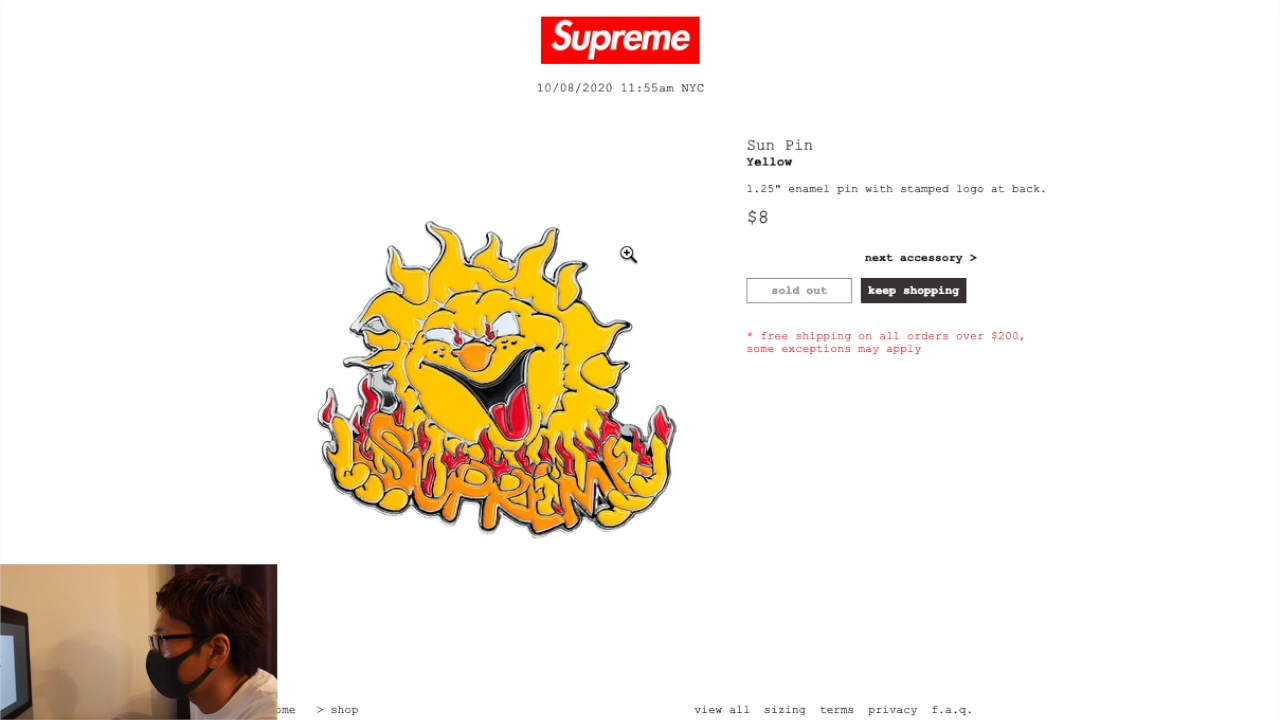 Supreme
10/08/2020 11:55am NYC
Sun Pin
Yellow
1.25" enamel pin with stamped logo at back.
$8
next accessory >
sold out
keep shopping
* free shipping on all orders over $200,
some exceptions may apply
SUPREME
ome > shop
view all sizing terms privacy f.a.q.